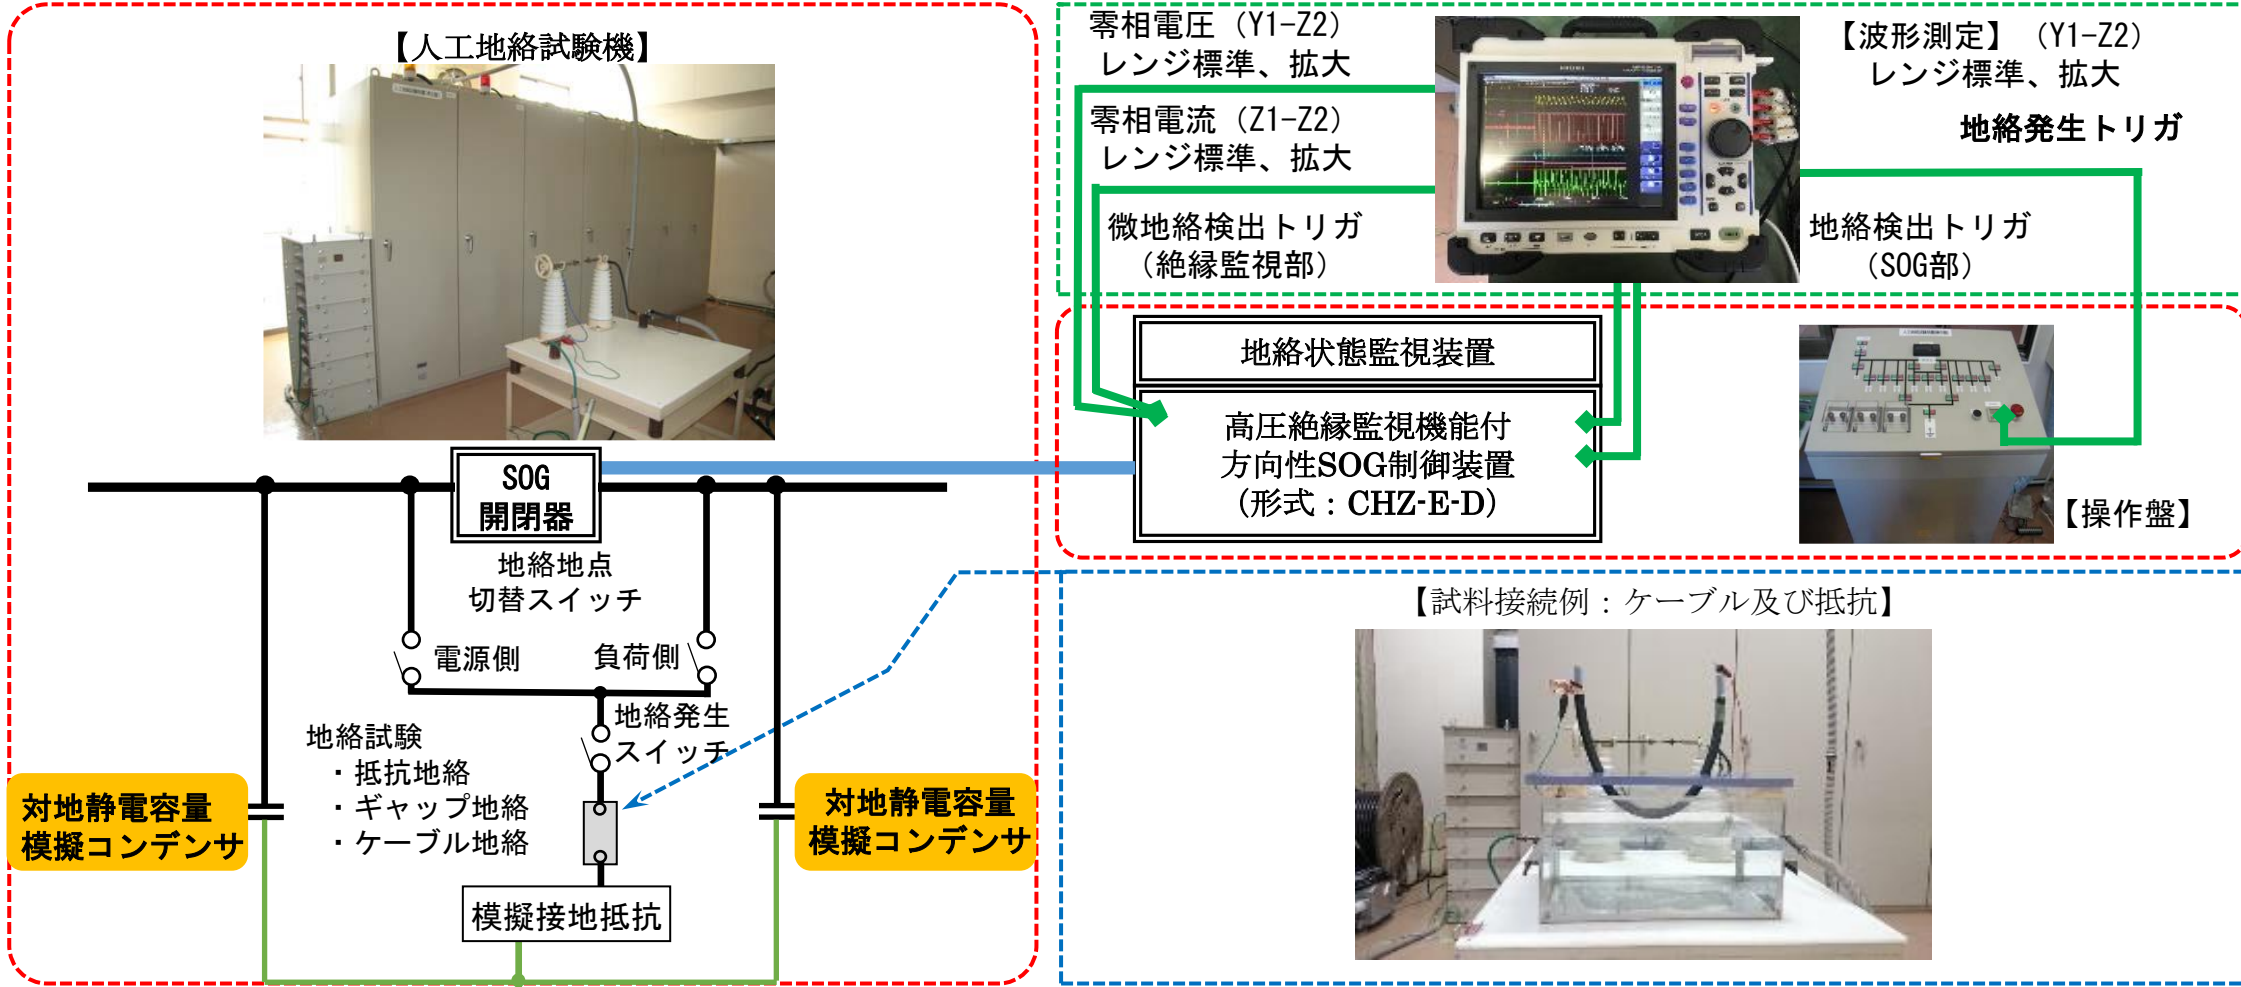 【人工地絡試験機】
零相電圧（Y1−Z2）
レンジ標準、拡大
零相電流（Z1−Z2）
レンジ標準、拡大
微地絡検出トリガ
（絶縁監視部）
【波形測定】（Y1−Z2）
レンジ標準、拡大
地絡発生トリガ
地絡検出トリガ
（SOG部）
HIOKI
地絡状態監視装置
高圧絶縁監視機能付
方向性SOG制御装置
（形式：CHZ-E-D）
【操作盤】
SOG
開閉器
地絡地点
切替スイッチ
電源側
負荷側
地絡発生
スイッチ
地絡試験
・抵抗地絡
・ギャップ地絡
・ケーブル地絡
対地静電容量
模擬コンデンサ
対地静電容量
模擬コンデンサ
模擬接地抵抗
【試料接続例：ケーブル及び抵抗】